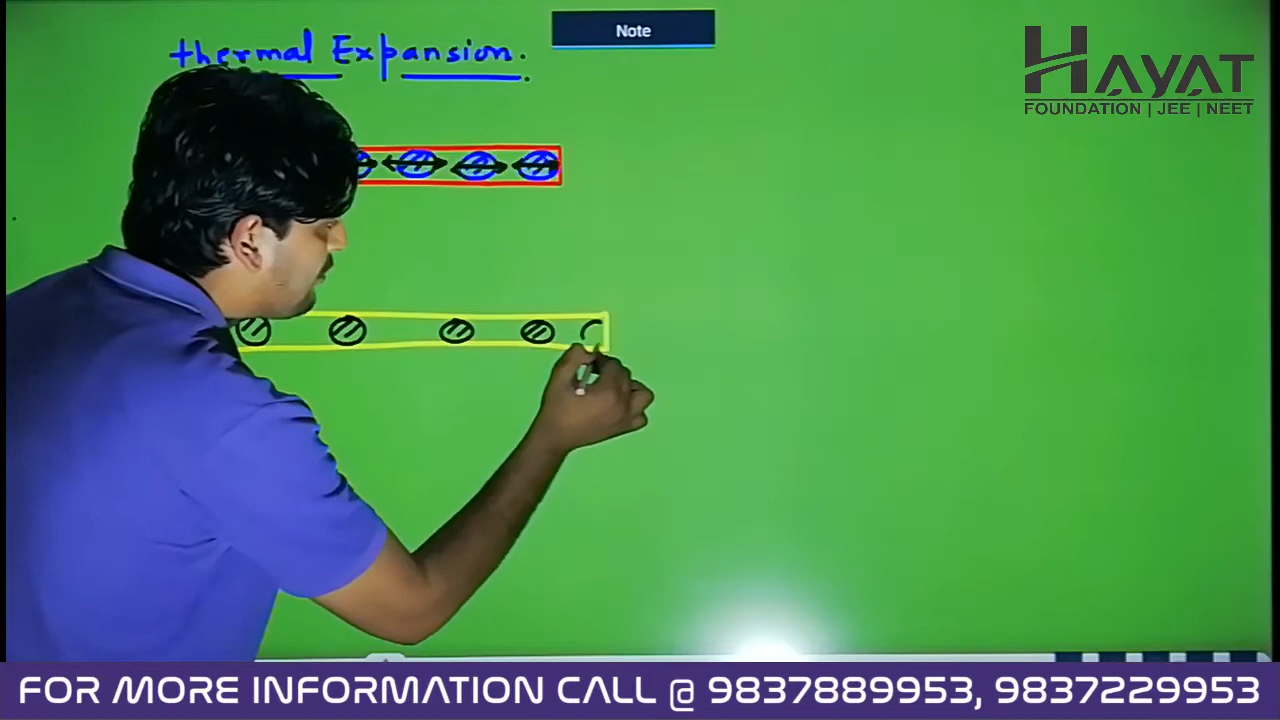 Note
thermal Expansion.
HAYAT
FOUNDATION | JEE | NEET
FOR MORE INFORMATION CALL @ 9837889953, 9837229953